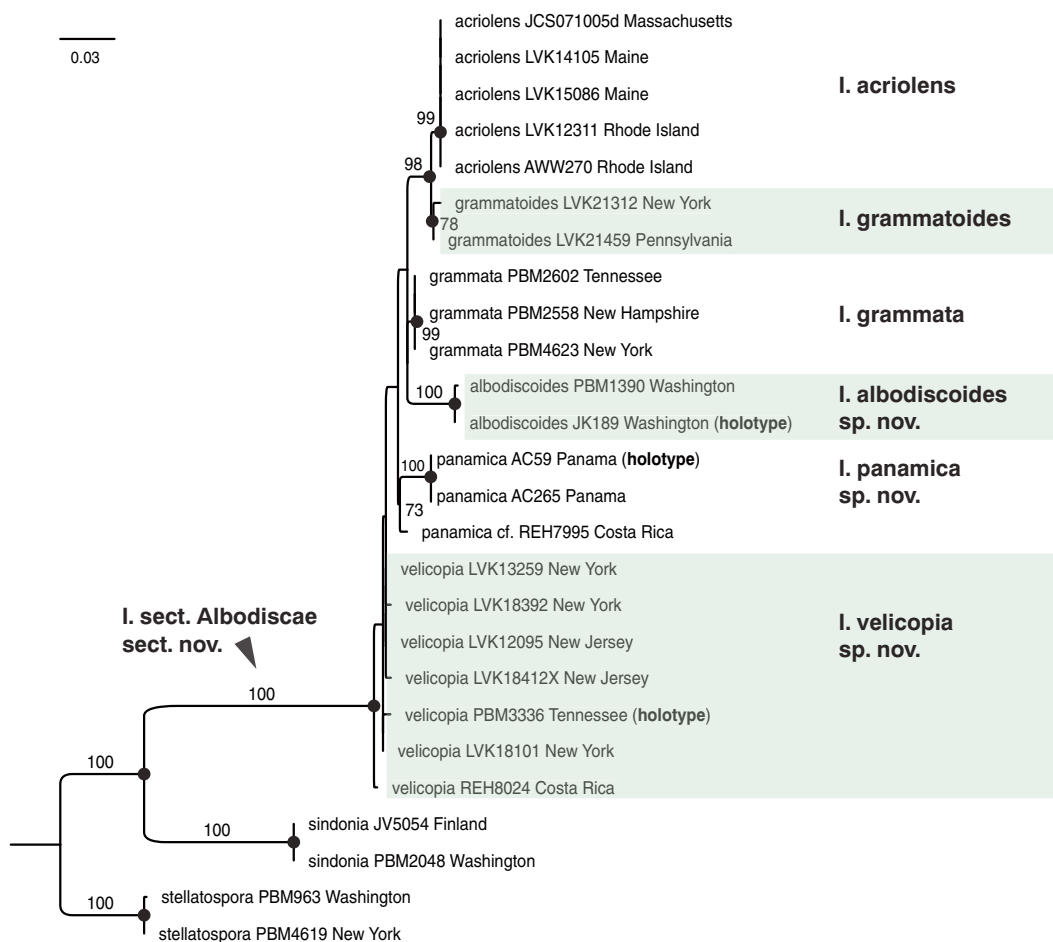 0.03
acriolens JCS071005d Massachusetts
acriolens LVK14105 Maine
acriolens LVK15086 Maine
acriolens LVK12311 Rhode Island
acriolens AWW270 Rhode Island
I. acriolens
99
98
grammatoides LVK21312 New York
78
grammatoides LVK21459 Pennsylvania
I. grammatoides
grammata PBM2602 Tennessee
grammata PBM2558 New Hampshire
99
grammata PBM4623 New York
I. grammata
100
albodiscoides PBM1390 Washington
albodiscoides JK189 Washington (holotype)
I. albodiscoides
sp. nov.
100
panamica AC59 Panama (holotype)
panamica AC265 Panama
73
panamica cf. REH7995 Costa Rica
I. panamica
sp. nov.
velicopia LVK13259 New York
velicopia LVK18392 New York
velicopia LVK12095 New Jersey
velicopia LVK18412X New Jersey
velicopia PBM3336 Tennessee (holotype)
velicopia LVK18101 New York
velicopia REH8024 Costa Rica
I. velicopia
sp. nov.
I. sect. Albodiscae
sect. nov.
100
100
100
sindonia JV5054 Finland
sindonia PBM2048 Washington
100
stellatospora PBM963 Washington
stellatospora PBM4619 New York